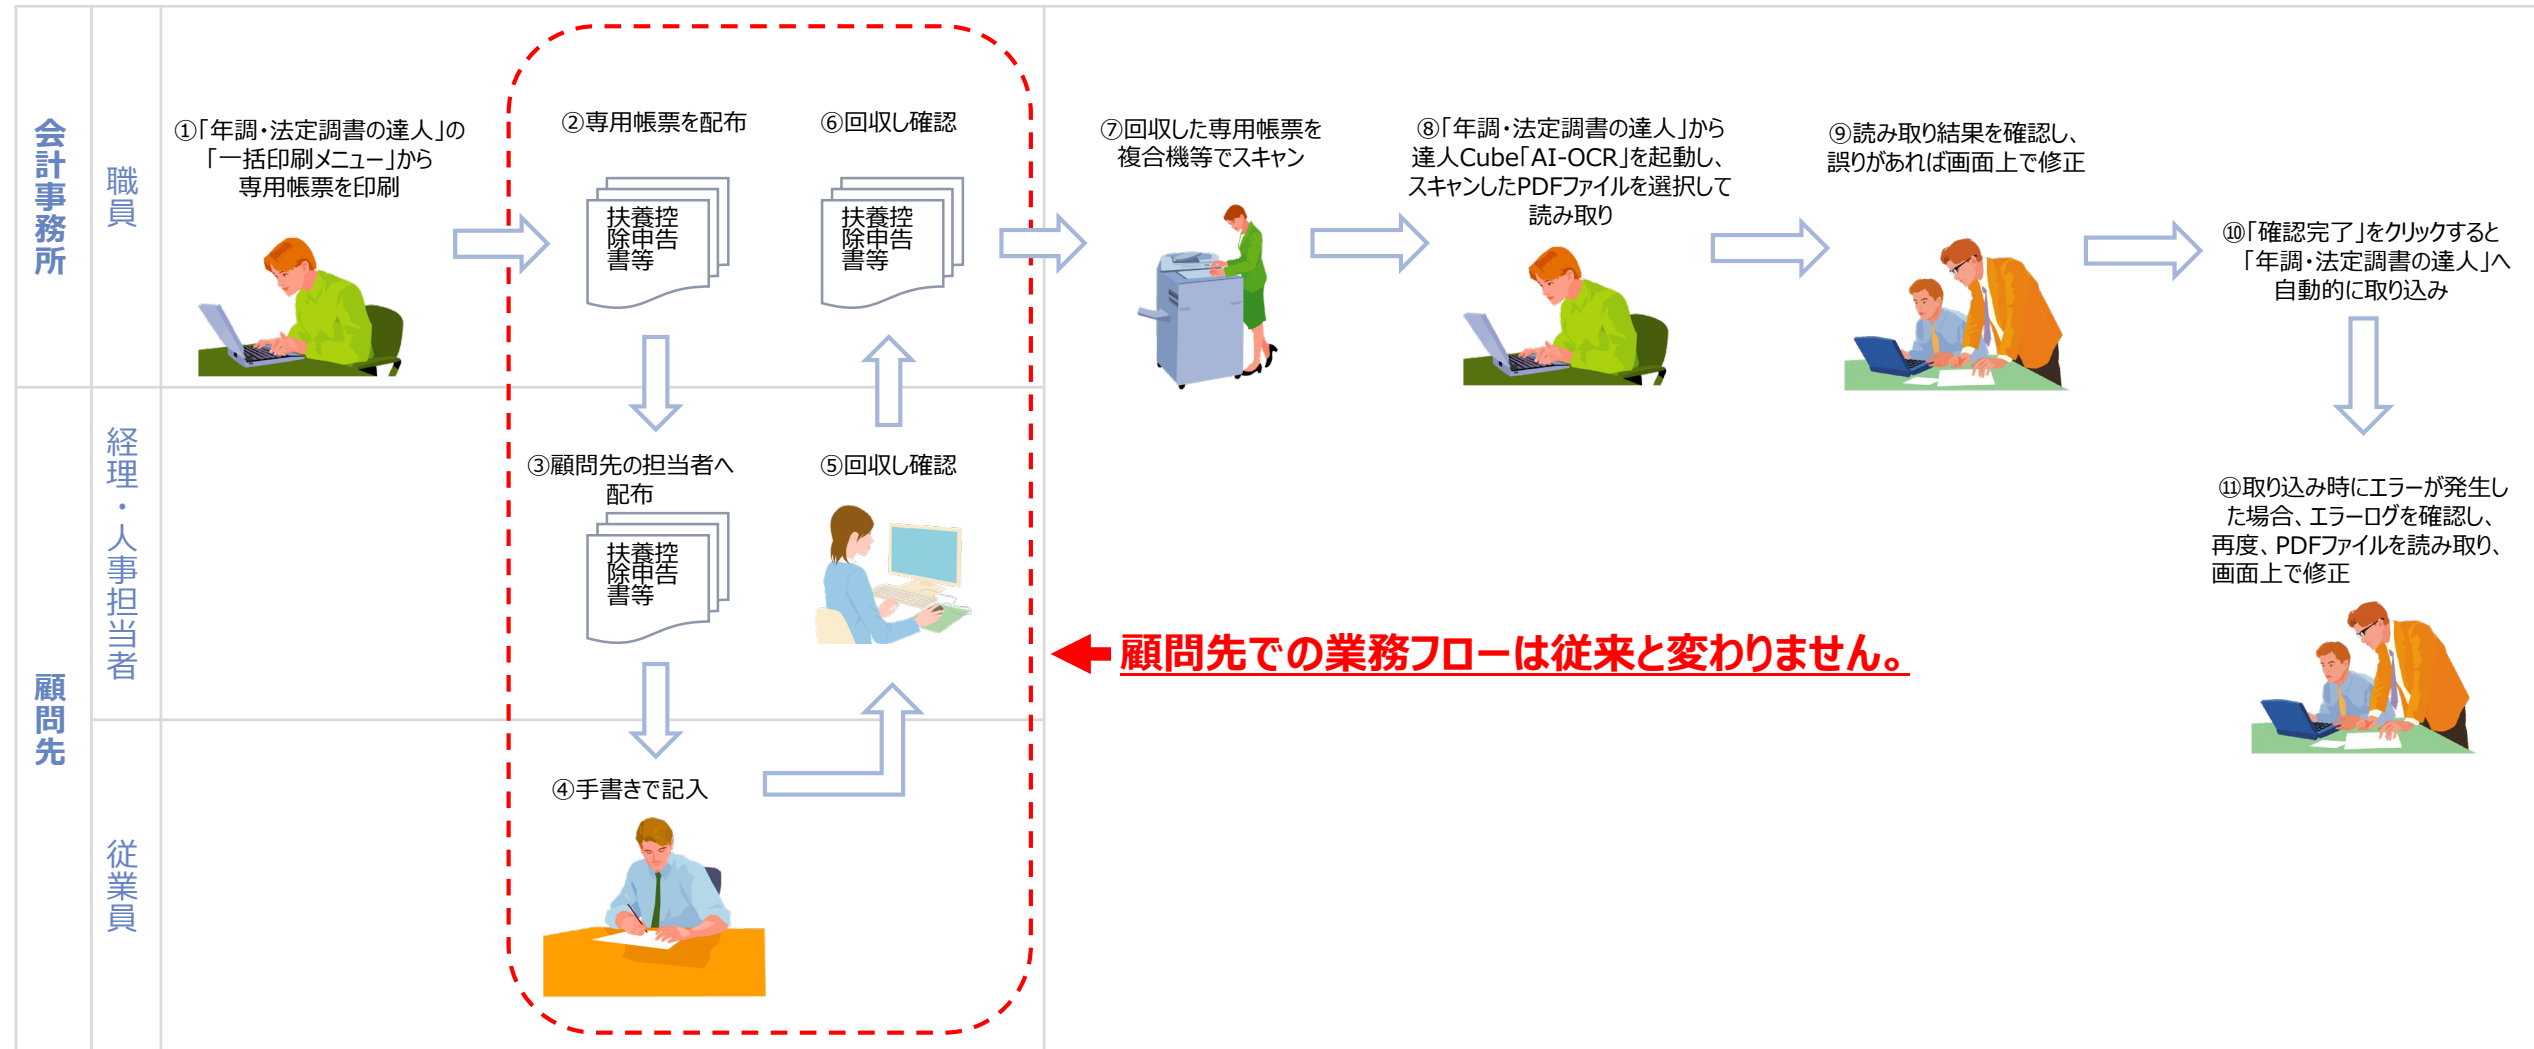 会計事務所
職員
①「年調・法定調書の達人」の
「一括印刷メニュー」から
専用帳票を印刷
②専用帳票を配布
扶養控
除申告
書等
⑥回収し確認
扶養控
除申告
書等
⑦回収した専用帳票を
複合機等でスキャン
⑧「年調・法定調書の達人」から
達人Cube「AI-OCR」を起動し、
スキャンしたPDFファイルを選択して
読み取り
⑨読み取り結果を確認し、
誤りがあれば画面上で修正
⑩「確認完了」をクリックすると
「年調・法定調書の達人」へ
自動的に取り込み
顧問先
経理・人事担当者
③顧問先の担当者へ
配布
扶養控
除申告
書等
⑤回収し確認
⑪取り込み時にエラーが発生し
た場合、エラーログを確認し、
再度、PDFファイルを読み取り、
画面上で修正
顧問先での業務フローは従来と変わりません。
従業員
④手書きで記入